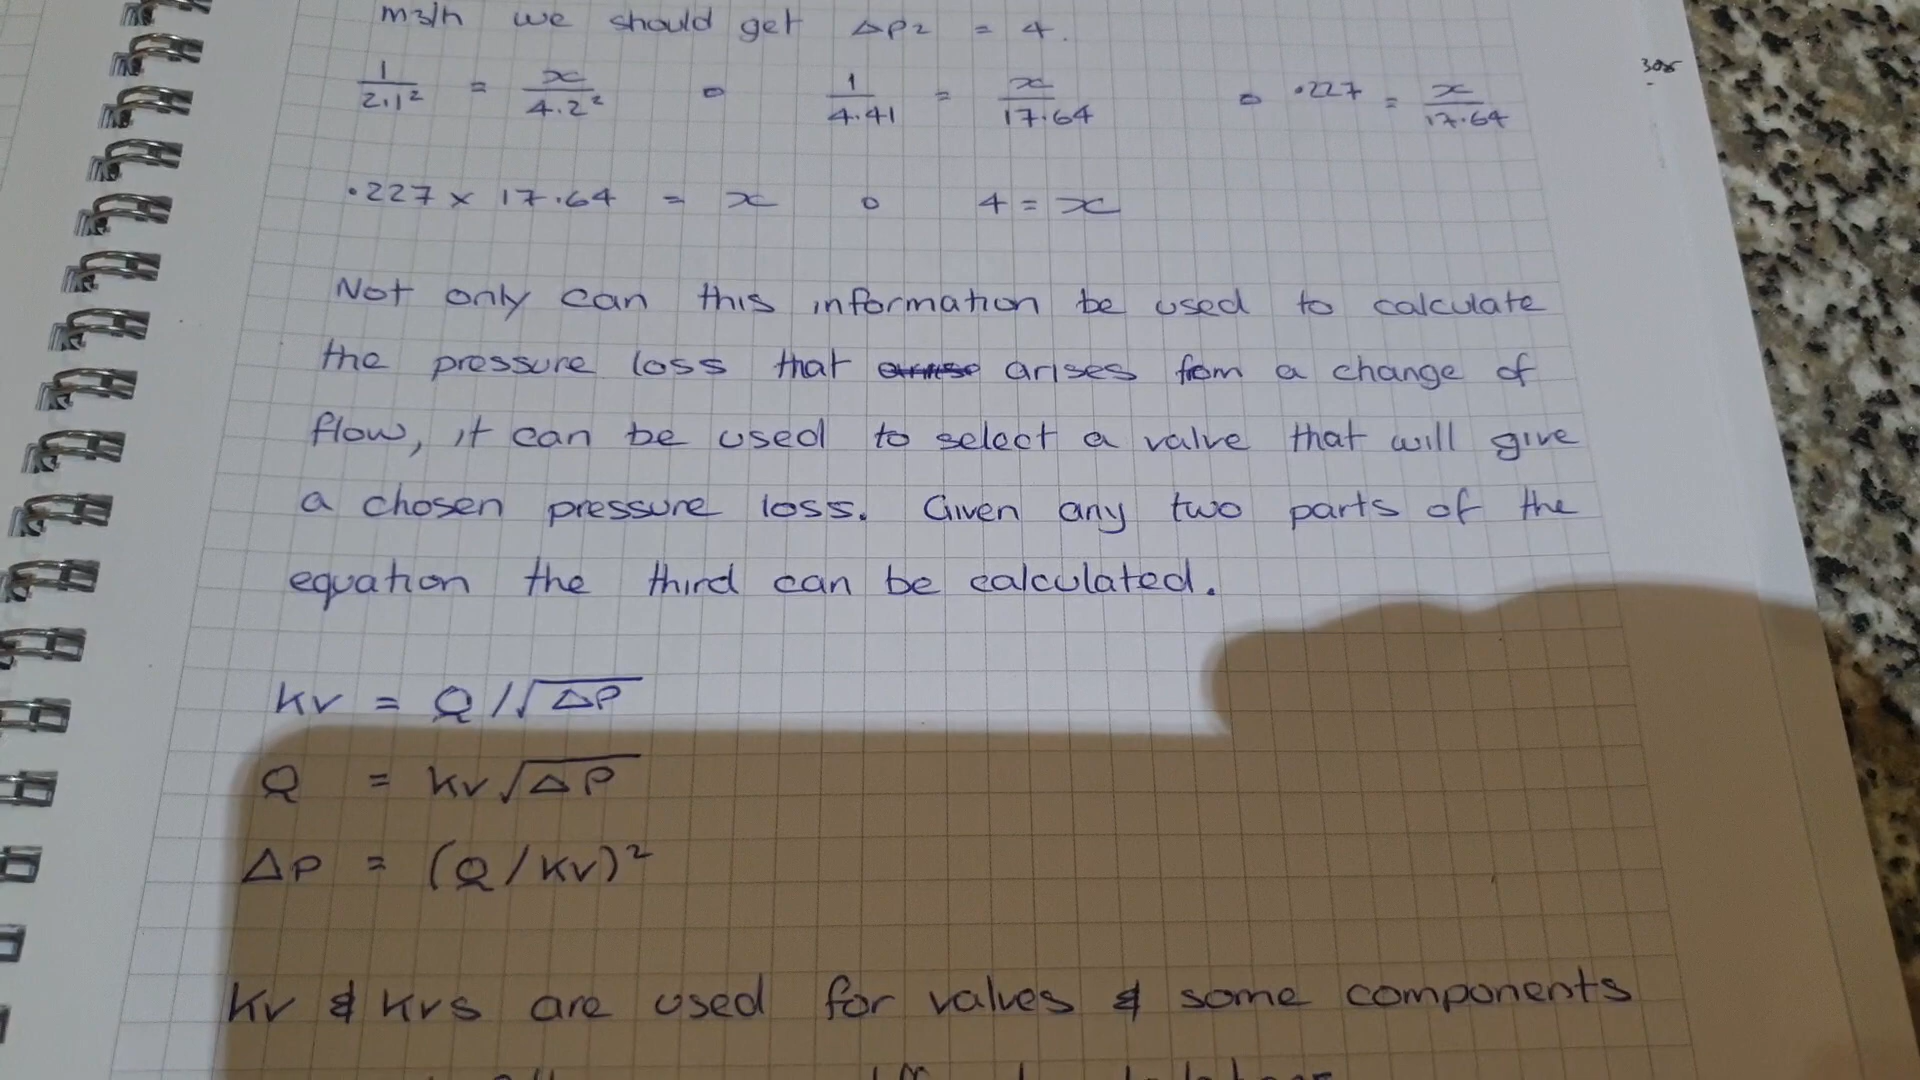 m3/h we should get ΔP2 = 4.
1/2.1² = x/4.2² o 1/4.41 = x/17.64 o .227 = x/17.64
.227 x 17.64 = x o 4 = x
Not only can this information be used to calculate
the pressure loss that arises from a change of
flow, it can be used to select a valve that will give
a chosen pressure loss. Given any two parts of the
equation the third can be calculated.
Kv = Q/√ΔP
Q = Kv√ΔP
ΔP = (Q/Kv)²
Kv & Kvs are used for valves & some components